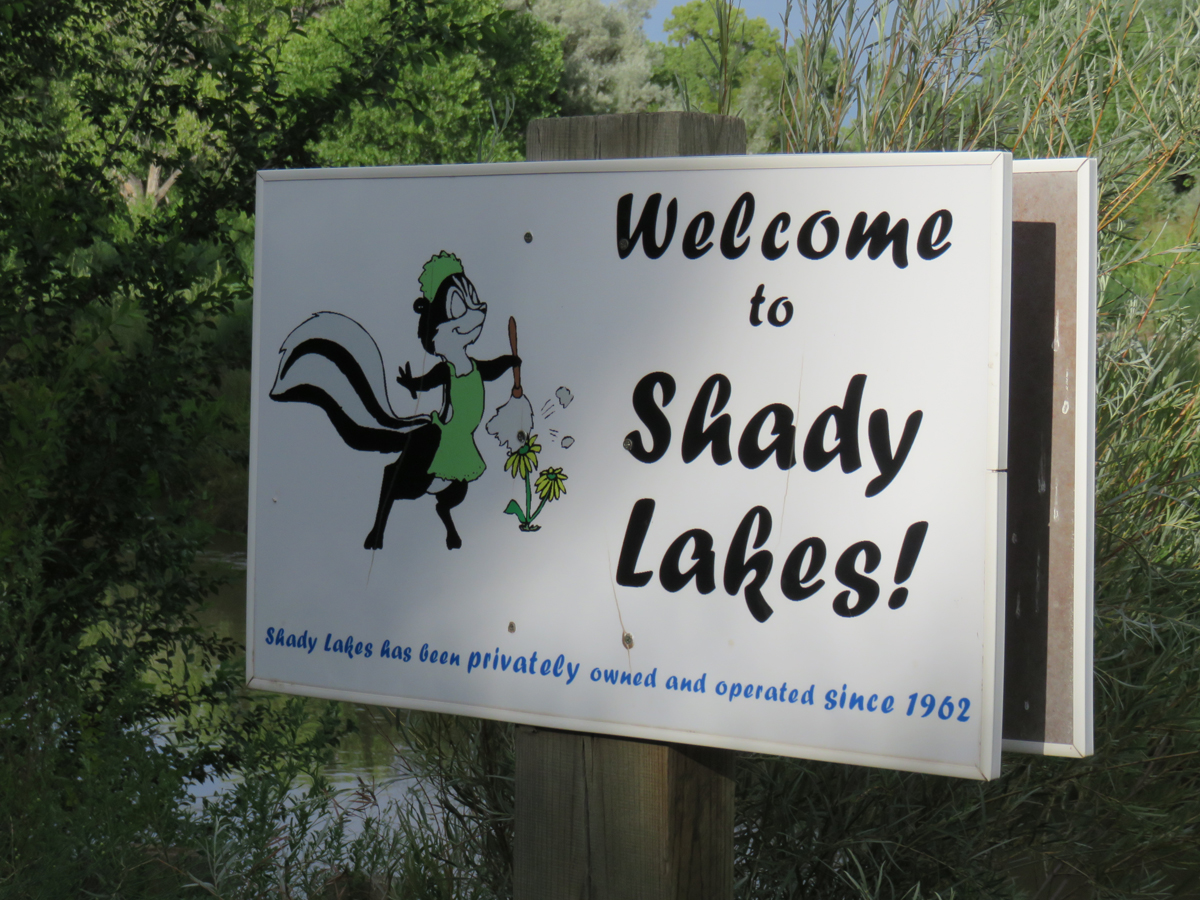 Welcome
to
Shady
Lakes!
Shady Lakes has been privately owned and operated since 1962